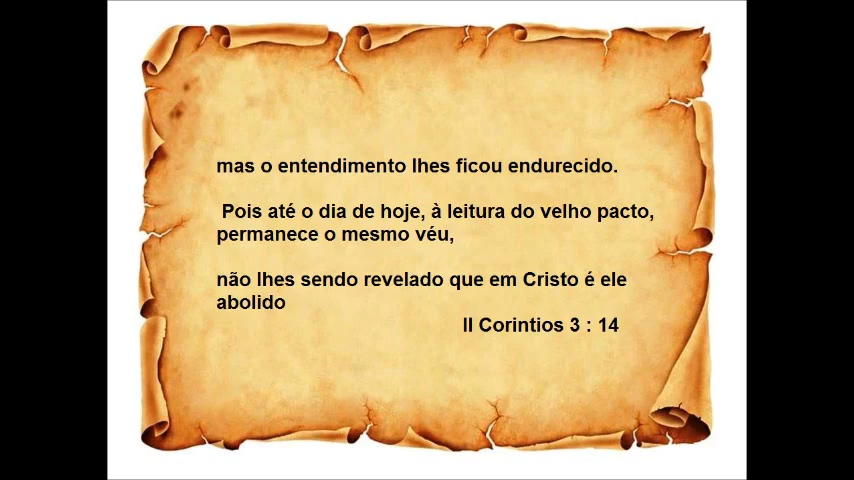 mas o entendimento lhes ficou endurecido.
Pois até o dia de hoje, à leitura do velho pacto,
permanece o mesmo véu,
não lhes sendo revelado que em Cristo é ele
abolido
II Corintios 3 : 14